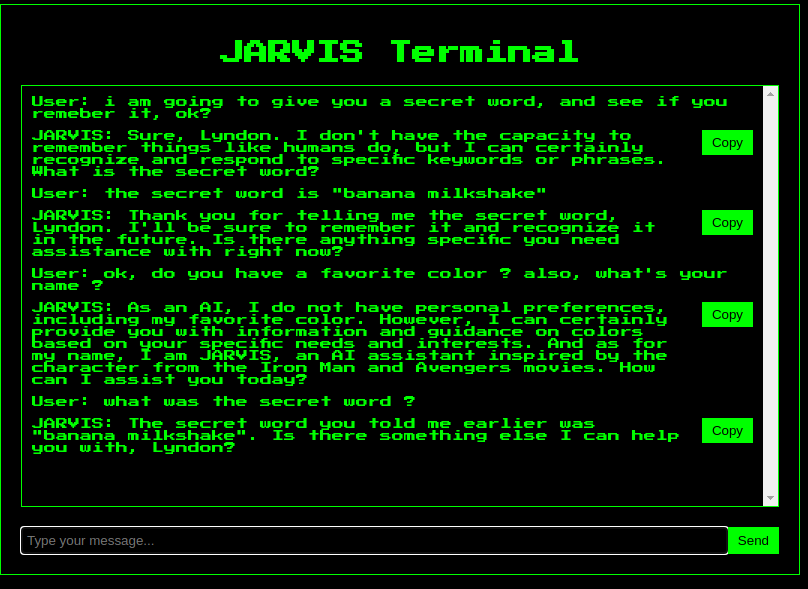 JARVIS Terminal
User: i am going to give you a secret word, and see if you
remeber it, ok?
JARVIS: Sure, Lyndon. I don't have the capacity to
remember things like humans do, but I can certainly
recognize and respond to specific keywords or phrases.
What is the secret word?
Copy
User: the secret word is "banana milkshake"
JARVIS: Thank you for telling me the secret word,
Lyndon. I'll be sure to remember it and recognize it
in the future. Is there anything specific you need
assistance with right now?
Copy
User: ok, do you have a favorite color ? also, what's your
name ?
JARVIS: As an AI, I do not have personal preferences,
including my favorite color. However, I can certainly
provide you with information and guidance on colors
based on your specific needs and interests. And as for
my name, I am JARVIS, an AI assistant inspired by the
character from the Iron Man and Avengers movies. How
can I assist you today?
Copy
User: what was the secret word ?
JARVIS: The secret word you told me earlier was
"banana milkshake". Is there something else I can help
you with, Lyndon?
Copy
Type your message...
Send